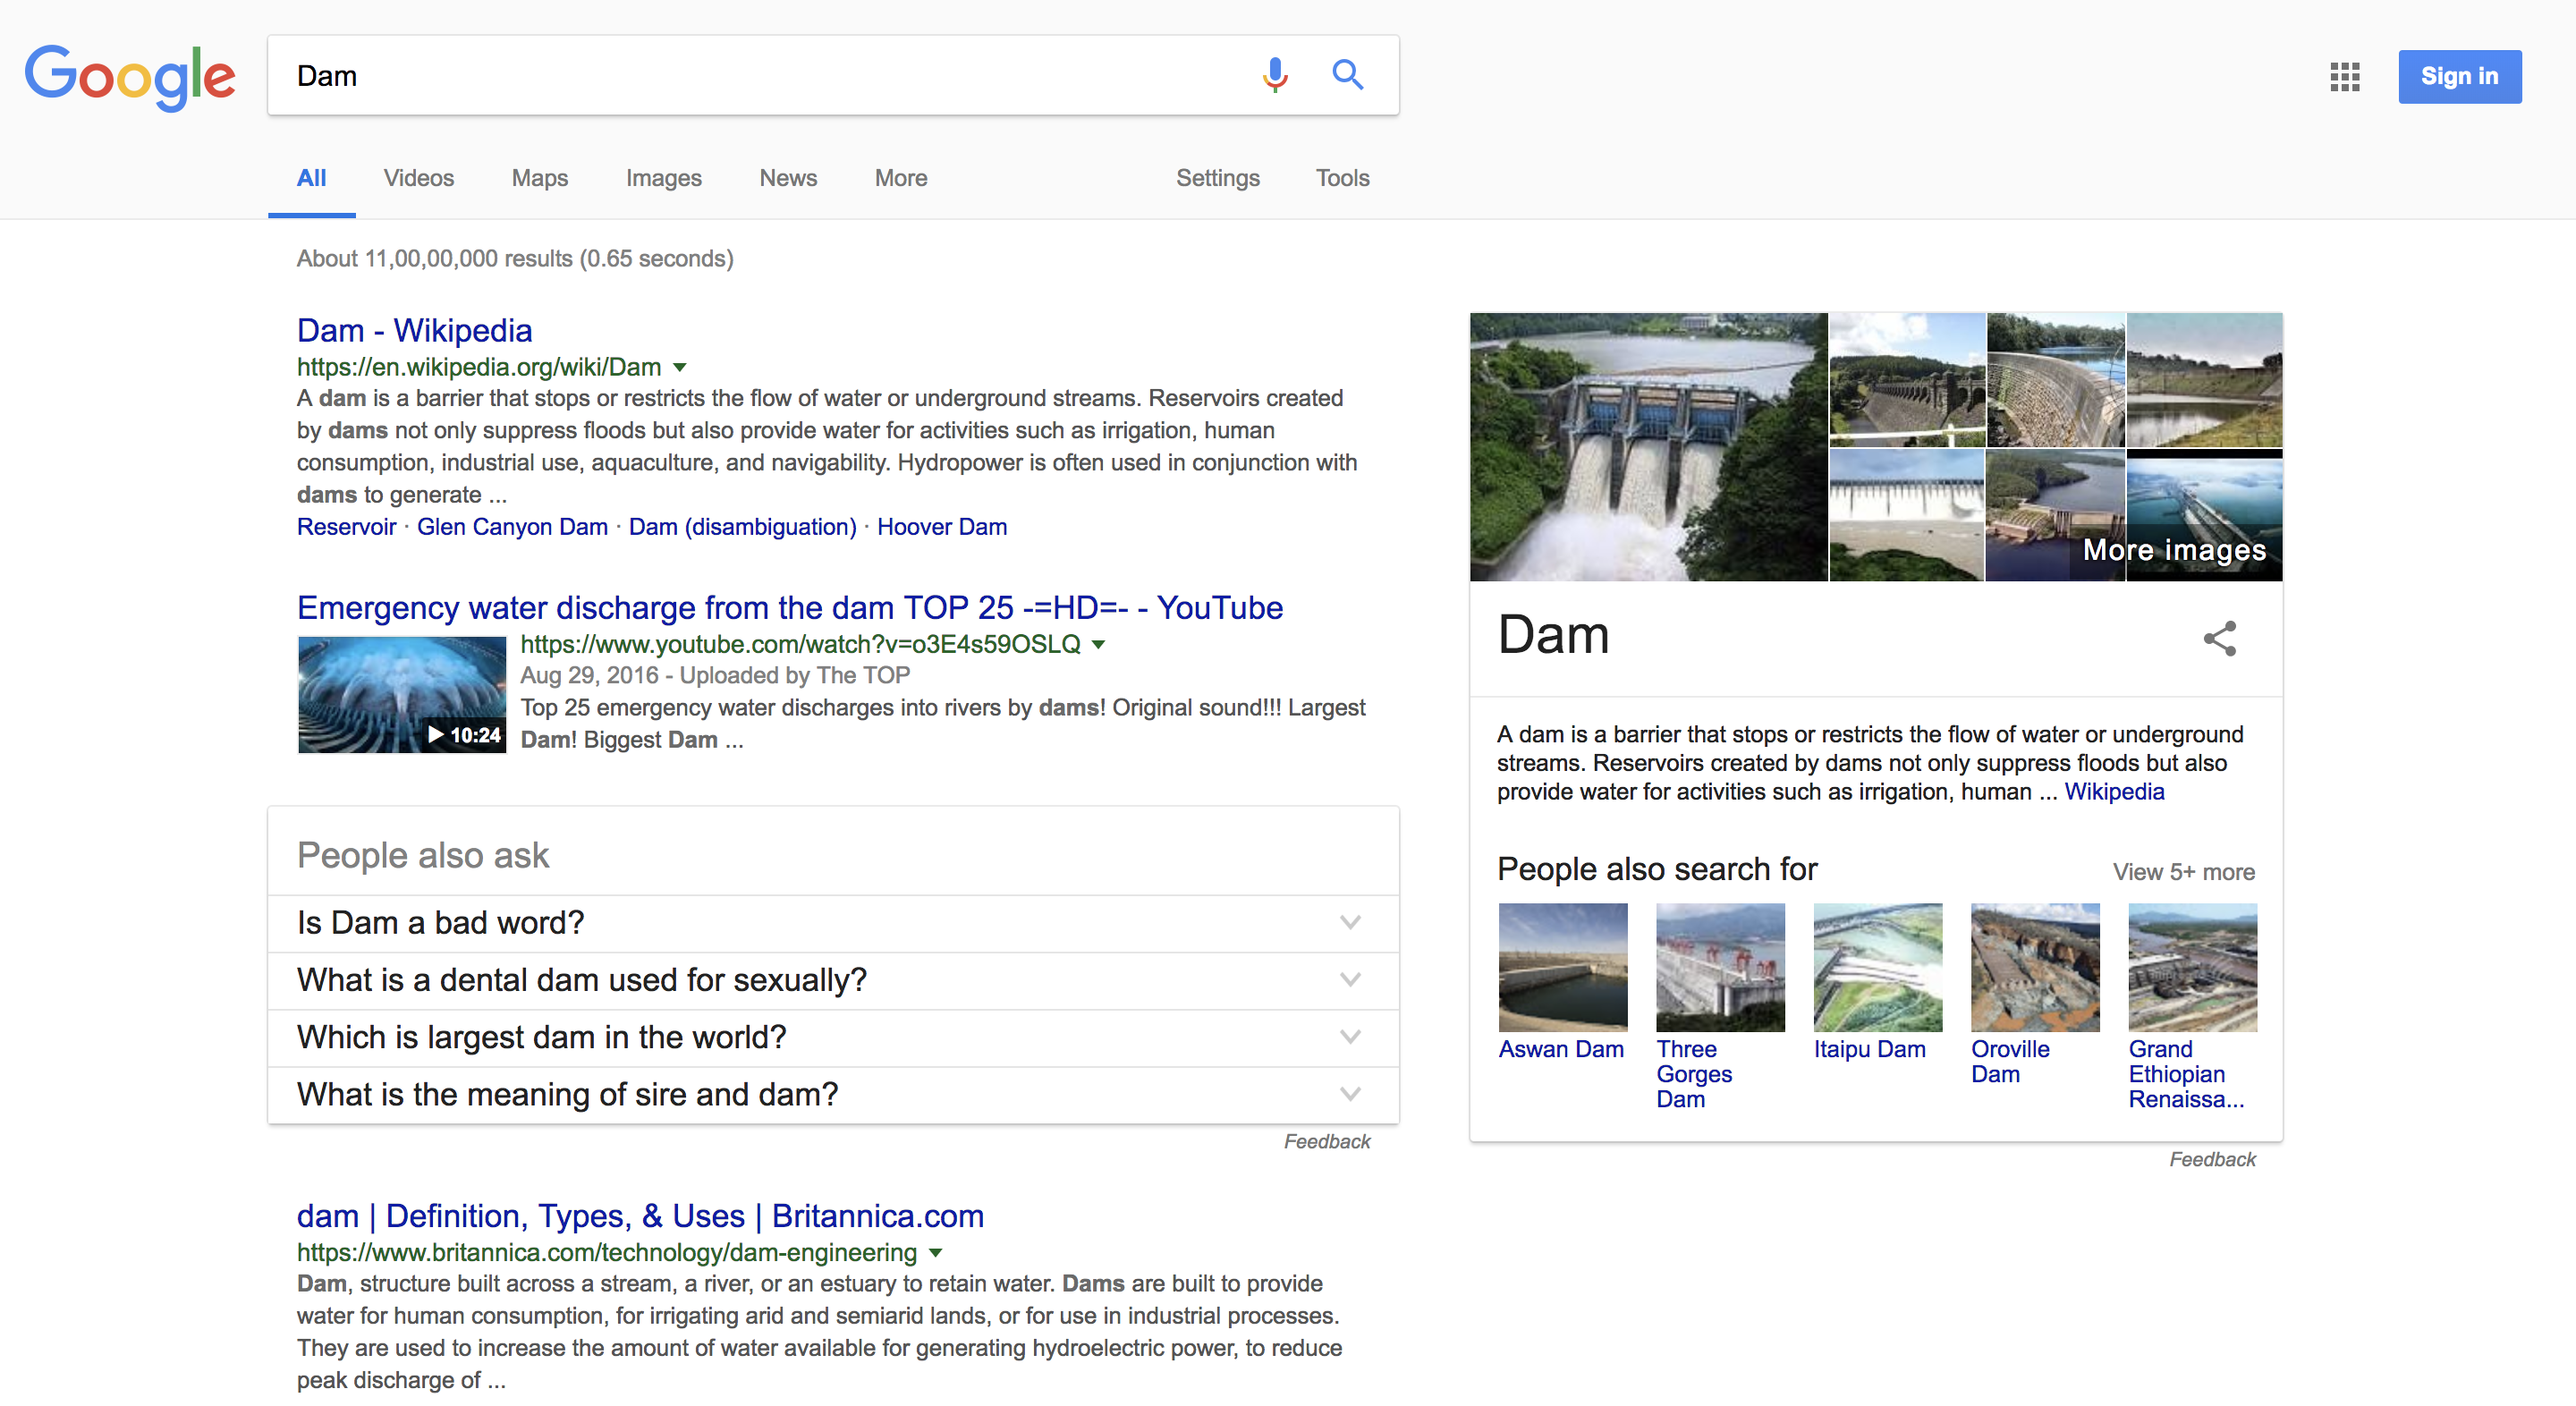 Google
Dam
Sign in
All Videos Maps Images News More Settings Tools
About 11,00,00,000 results (0.65 seconds)
Dam - Wikipedia
https://en.wikipedia.org/wiki/Dam
A dam is a barrier that stops or restricts the flow of water or underground streams. Reservoirs created
by dams not only suppress floods but also provide water for activities such as irrigation, human
consumption, industrial use, aquaculture, and navigability. Hydropower is often used in conjunction with
dams to generate ...
Reservoir · Glen Canyon Dam · Dam (disambiguation) · Hoover Dam
Emergency water discharge from the dam TOP 25 -=HD=- - YouTube
https://www.youtube.com/watch?v=o3E4s59OSLQ
Aug 29, 2016 - Uploaded by The TOP
Top 25 emergency water discharges into rivers by dams! Original sound!!! Largest
Dam! Biggest Dam ...
10:24
People also ask
Is Dam a bad word?
What is a dental dam used for sexually?
Which is largest dam in the world?
What is the meaning of sire and dam?
Feedback
dam | Definition, Types, & Uses | Britannica.com
https://www.britannica.com/technology/dam-engineering
Dam, structure built across a stream, a river, or an estuary to retain water. Dams are built to provide
water for human consumption, for irrigating arid and semiarid lands, or for use in industrial processes.
They are used to increase the amount of water available for generating hydroelectric power, to reduce
peak discharge of ...
More images
Dam
A dam is a barrier that stops or restricts the flow of water or underground
streams. Reservoirs created by dams not only suppress floods but also
provide water for activities such as irrigation, human ... Wikipedia
People also search for
View 5+ more
Aswan Dam
Three
Gorges
Dam
Itaipu Dam
Oroville
Dam
Grand
Ethiopian
Renaissa...
Feedback